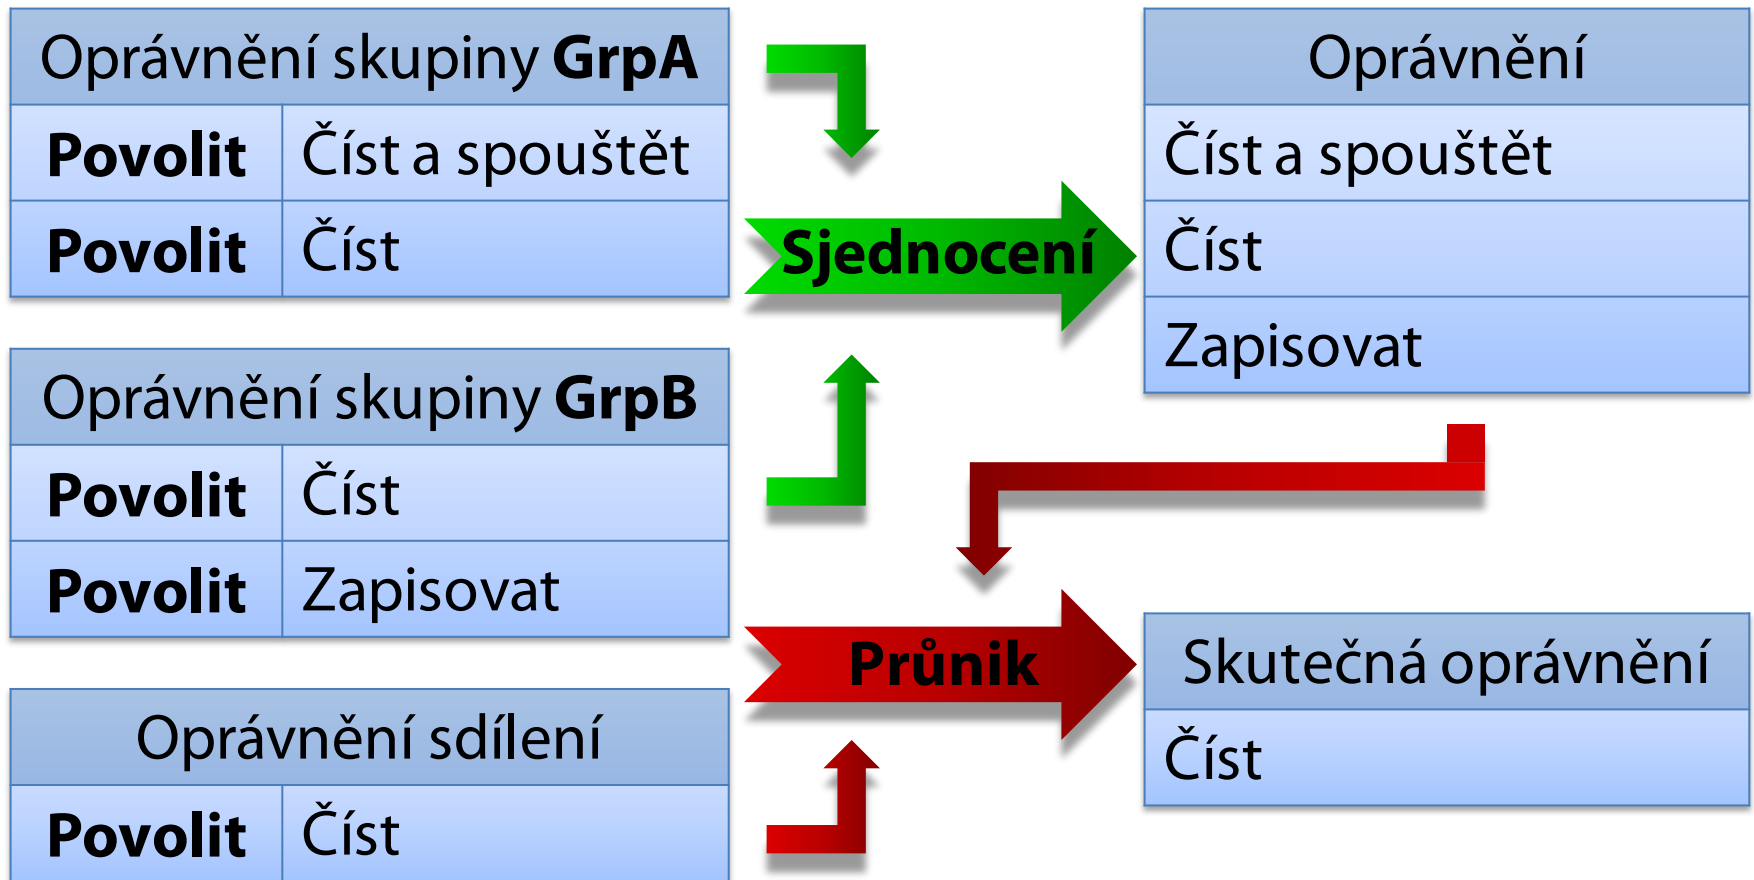 Oprávnění skupiny GrpA
Povolit Číst a spouštět
Povolit Číst
Sjednocení
Oprávnění
Číst a spouštět
Číst
Zapisovat
Oprávnění skupiny GrpB
Povolit Číst
Povolit Zapisovat
Oprávnění sdílení
Povolit Číst
Průnik
Skutečná oprávnění
Číst